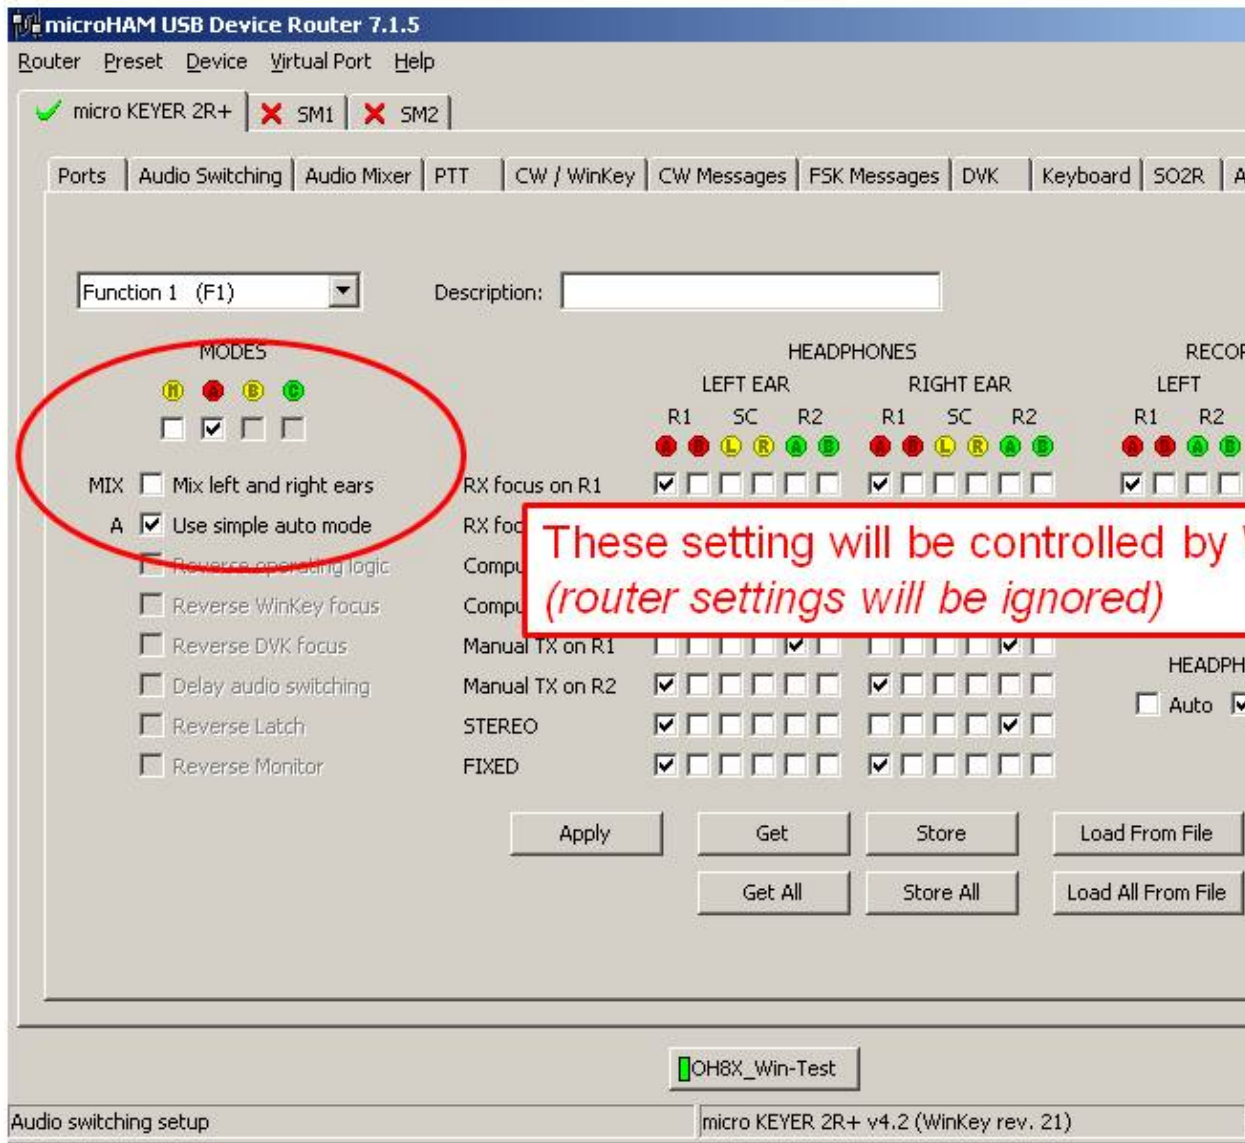 microHAM USB Device Router 7.1.5
Router Preset Device Virtual Port Help
micro KEYER 2R+ SM1 SM2
Ports Audio Switching Audio Mixer PTT CW / WinKey CW Messages FSK Messages DVK Keyboard SO2R A
Function 1 (F1) Description:
MODES HEADPHONES RECOR
LEFT EAR RIGHT EAR LEFT
R1 SC R2 R1 SC R2 R1 R2
M A B C
A B L R A B A B L R A B A B A B
MIX Mix left and right ears RX focus on R1
A Use simple auto mode RX foc
These setting will be controlled by
(router settings will be ignored)
Reverse operating logic Compu
Reverse WinKey focus Compu
Reverse DVK focus Manual TX on R1
HEADPH
Delay audio switching Manual TX on R2
Auto
Reverse Latch STEREO
Reverse Monitor FIXED
Apply Get Store Load From File
Get All Store All Load All From File
OH8X_Win-Test
Audio switching setup micro KEYER 2R+ v4.2 (WinKey rev. 21)